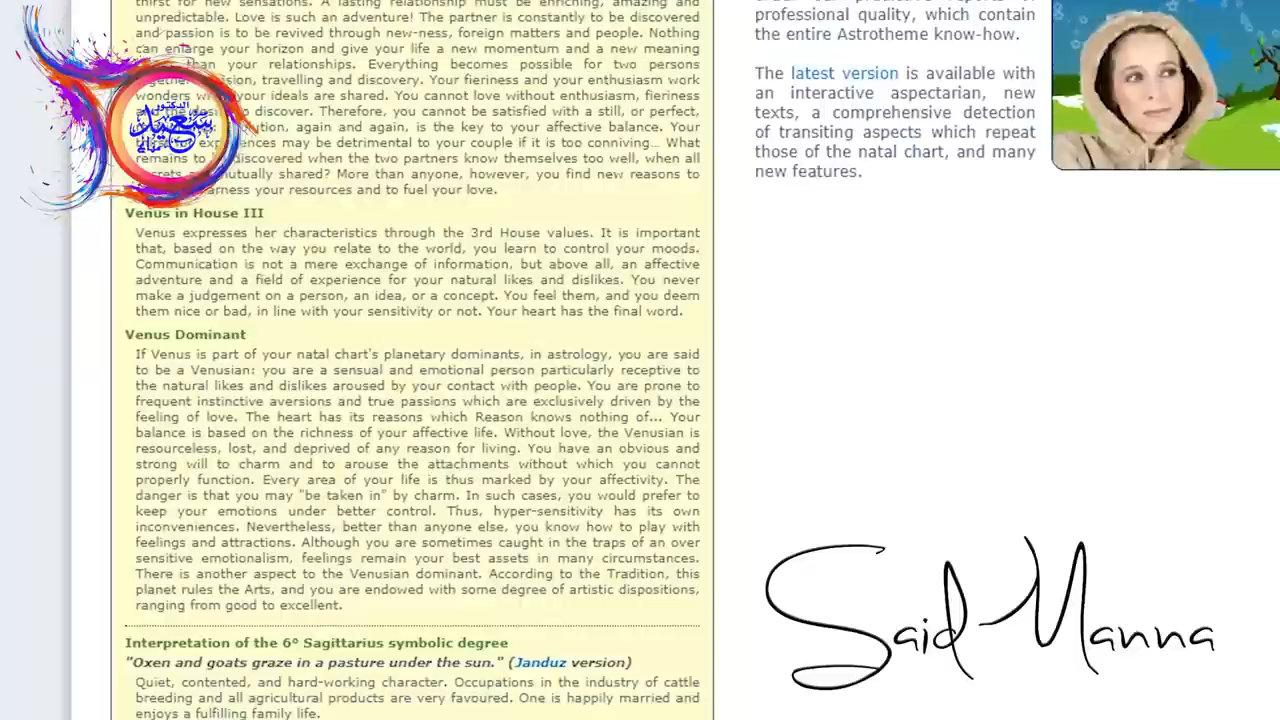 thirst for new sensations. A lasting relationship must be enriching, amazing and
unpredictable. Love is such an adventure! The partner is constantly to be discovered
and passion is to be revived through new-ness, foreign matters and people. Nothing
can enlarge your horizon and give your life a new momentum and a new meaning
than your relationships. Everything becomes possible for two persons
travelling and discovery. Your fieriness and your enthusiasm work
wonders your ideals are shared. You cannot love without enthusiasm, fieriness
discover. Therefore, you cannot be satisfied with a still, or perfect,
again and again, is the key to your affective balance. Your
may be detrimental to your couple if it is too conniving... What
remains to discovered when the two partners know themselves too well, when all
mutually shared? More than anyone, however, you find new reasons to
your resources and to fuel your love.
Venus in House III
Venus expresses her characteristics through the 3rd House values. It is important
that, based on the way you relate to the world, you learn to control your moods.
Communication is not a mere exchange of information, but above all, an affective
adventure and a field of experience for your natural likes and dislikes. You never
make a judgement on a person, an idea, or a concept. You feel them, and you deem
them nice or bad, in line with your sensitivity or not. Your heart has the final word.
Venus Dominant
If Venus is part of your natal chart's planetary dominants, in astrology, you are said
to be a Venusian: you are a sensual and emotional person particularly receptive to
the natural likes and dislikes aroused by your contact with people. You are prone to
frequent instinctive aversions and true passions which are exclusively driven by the
feeling of love. The heart has its reasons which Reason knows nothing of... Your
balance is based on the richness of your affective life. Without love, the Venusian is
resourceless, lost, and deprived of any reason for living. You have an obvious and
strong will to charm and to arouse the attachments without which you cannot
properly function. Every area of your life is thus marked by your affectivity. The
danger is that you may "be taken in" by charm. In such cases, you would prefer to
keep your emotions under better control. Thus, hyper-sensitivity has its own
inconveniences. Nevertheless, better than anyone else, you know how to play with
feelings and attractions. Although you are sometimes caught in the traps of an over
sensitive emotionalism, feelings remain your best assets in many circumstances.
There is another aspect to the Venusian dominant. According to the Tradition, this
planet rules the Arts, and you are endowed with some degree of artistic dispositions,
ranging from good to excellent.
Interpretation of the 6° Sagittarius symbolic degree
"Oxen and goats graze in a pasture under the sun." (Janduz version)
Quiet, contented, and hard-working character. Occupations in the industry of cattle
breeding and all agricultural products are very favoured. One is happily married and
enjoys a fulfilling family life.
professional quality, which contain
the entire Astrotheme know-how.
The latest version is available with
an interactive aspectarian, new
texts, a comprehensive detection
of transiting aspects which repeat
those of the natal chart, and many
new features.
الدكتور
سعيد
مناع
Said Manna